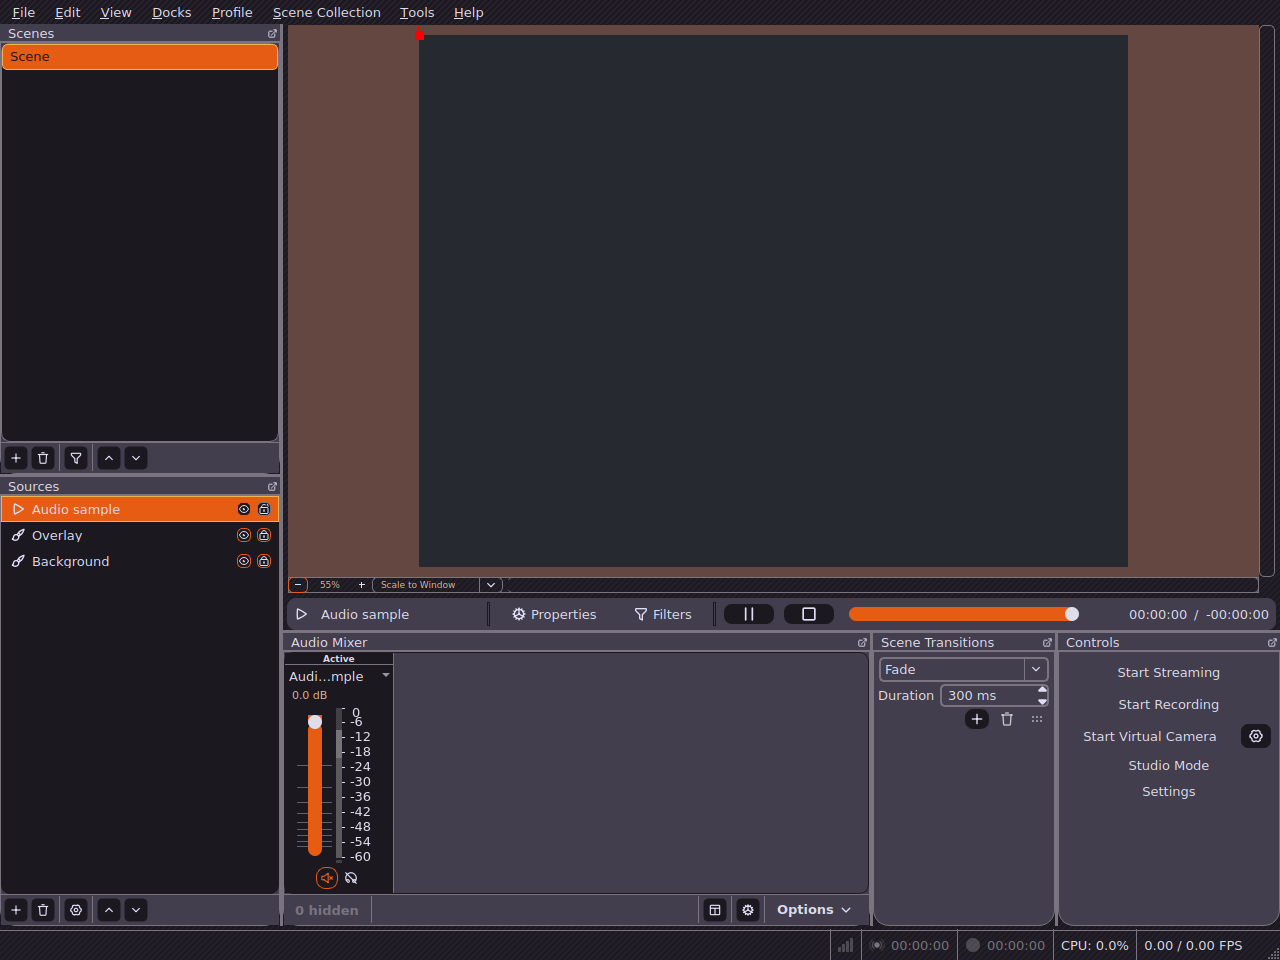 File Edit View Docks Profile Scene Collection Tools Help
Scenes
Scene
Sources
Audio sample
Overlay
Background
55% Scale to Window
Audio sample Properties Filters 00:00:00 / -00:00:00
Audio Mixer
Active
Audi...mple
0.0 dB
0
-6
-12
-18
-24
-30
-36
-42
-48
-54
-60
0 hidden Options
Scene Transitions
Fade
Duration 300 ms
Controls
Start Streaming
Start Recording
Start Virtual Camera
Studio Mode
Settings
00:00:00 00:00:00 CPU: 0.0% 0.00 / 0.00 FPS